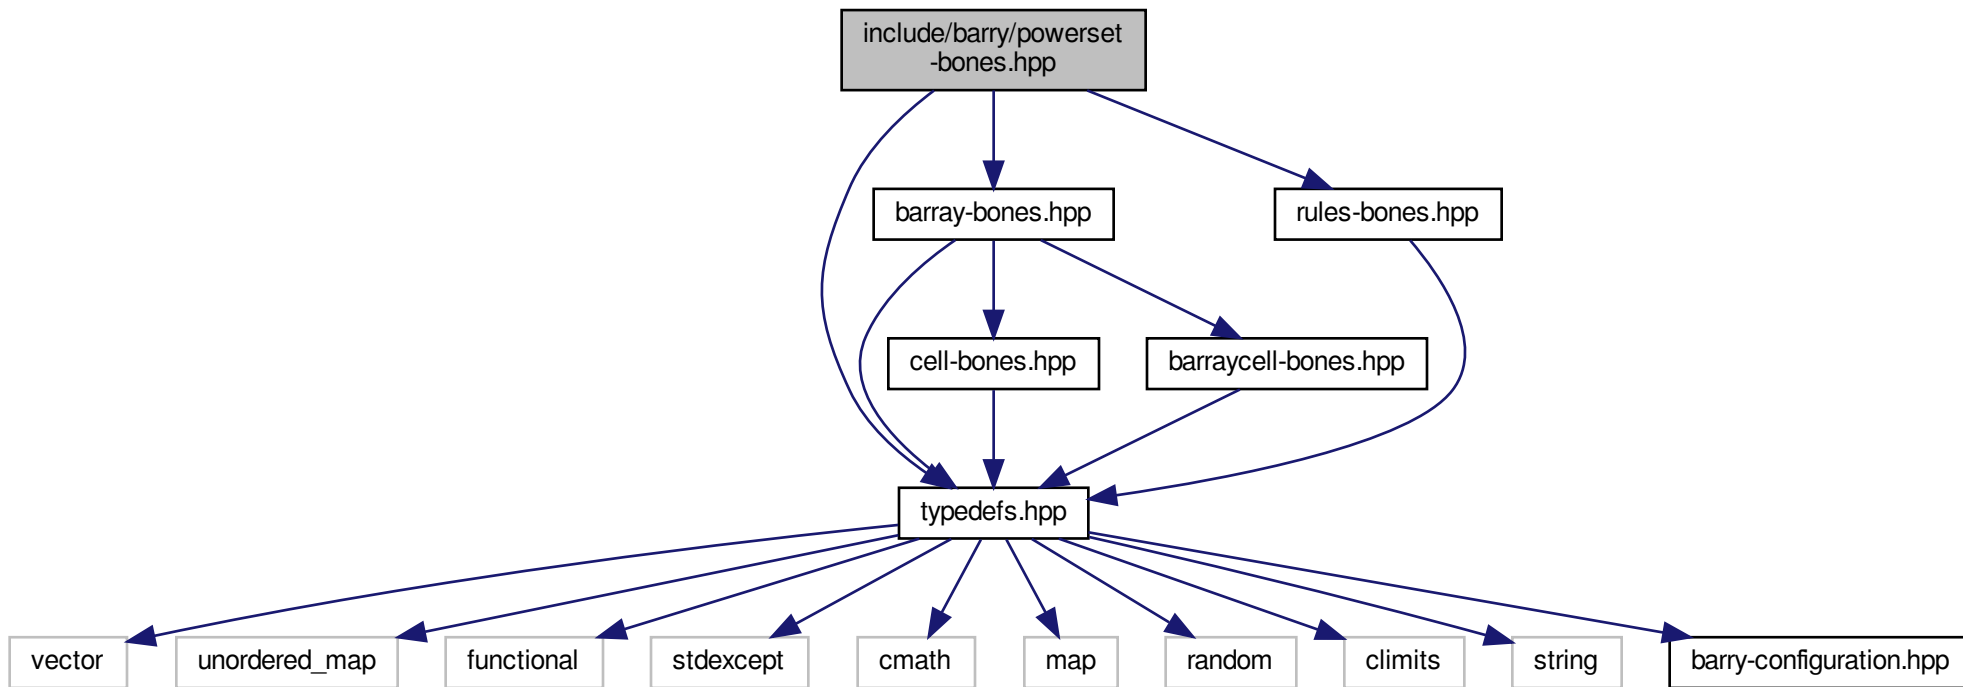 include/barry/powerset
-bones.hpp
barray-bones.hpp
rules-bones.hpp
cell-bones.hpp
barraycell-bones.hpp
typedefs.hpp
vector
unordered_map
functional
stdexcept
cmath
map
random
climits
string
barry-configuration.hpp